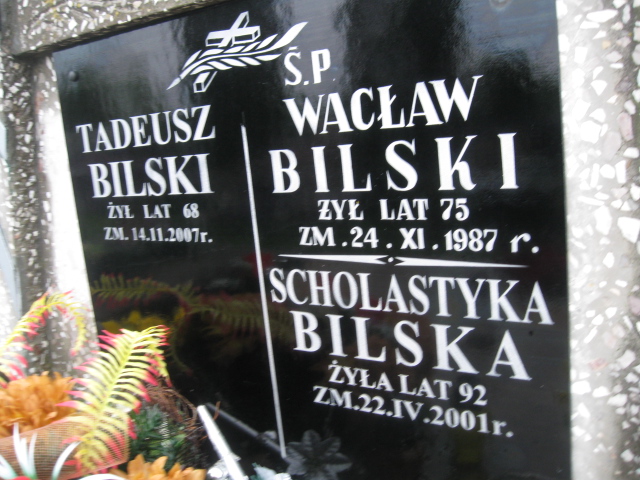 Ś.P.
TADEUSZ
BILSKI
ŻYŁ LAT 68
ZM. 14.11.2007r.
WACŁAW
BILSKI
ŻYŁ LAT 75
ZM. 24. XI. 1987 r.
SCHOLASTYKA
BILSKA
ŻYŁA LAT 92
ZM. 22.IV.2001r.